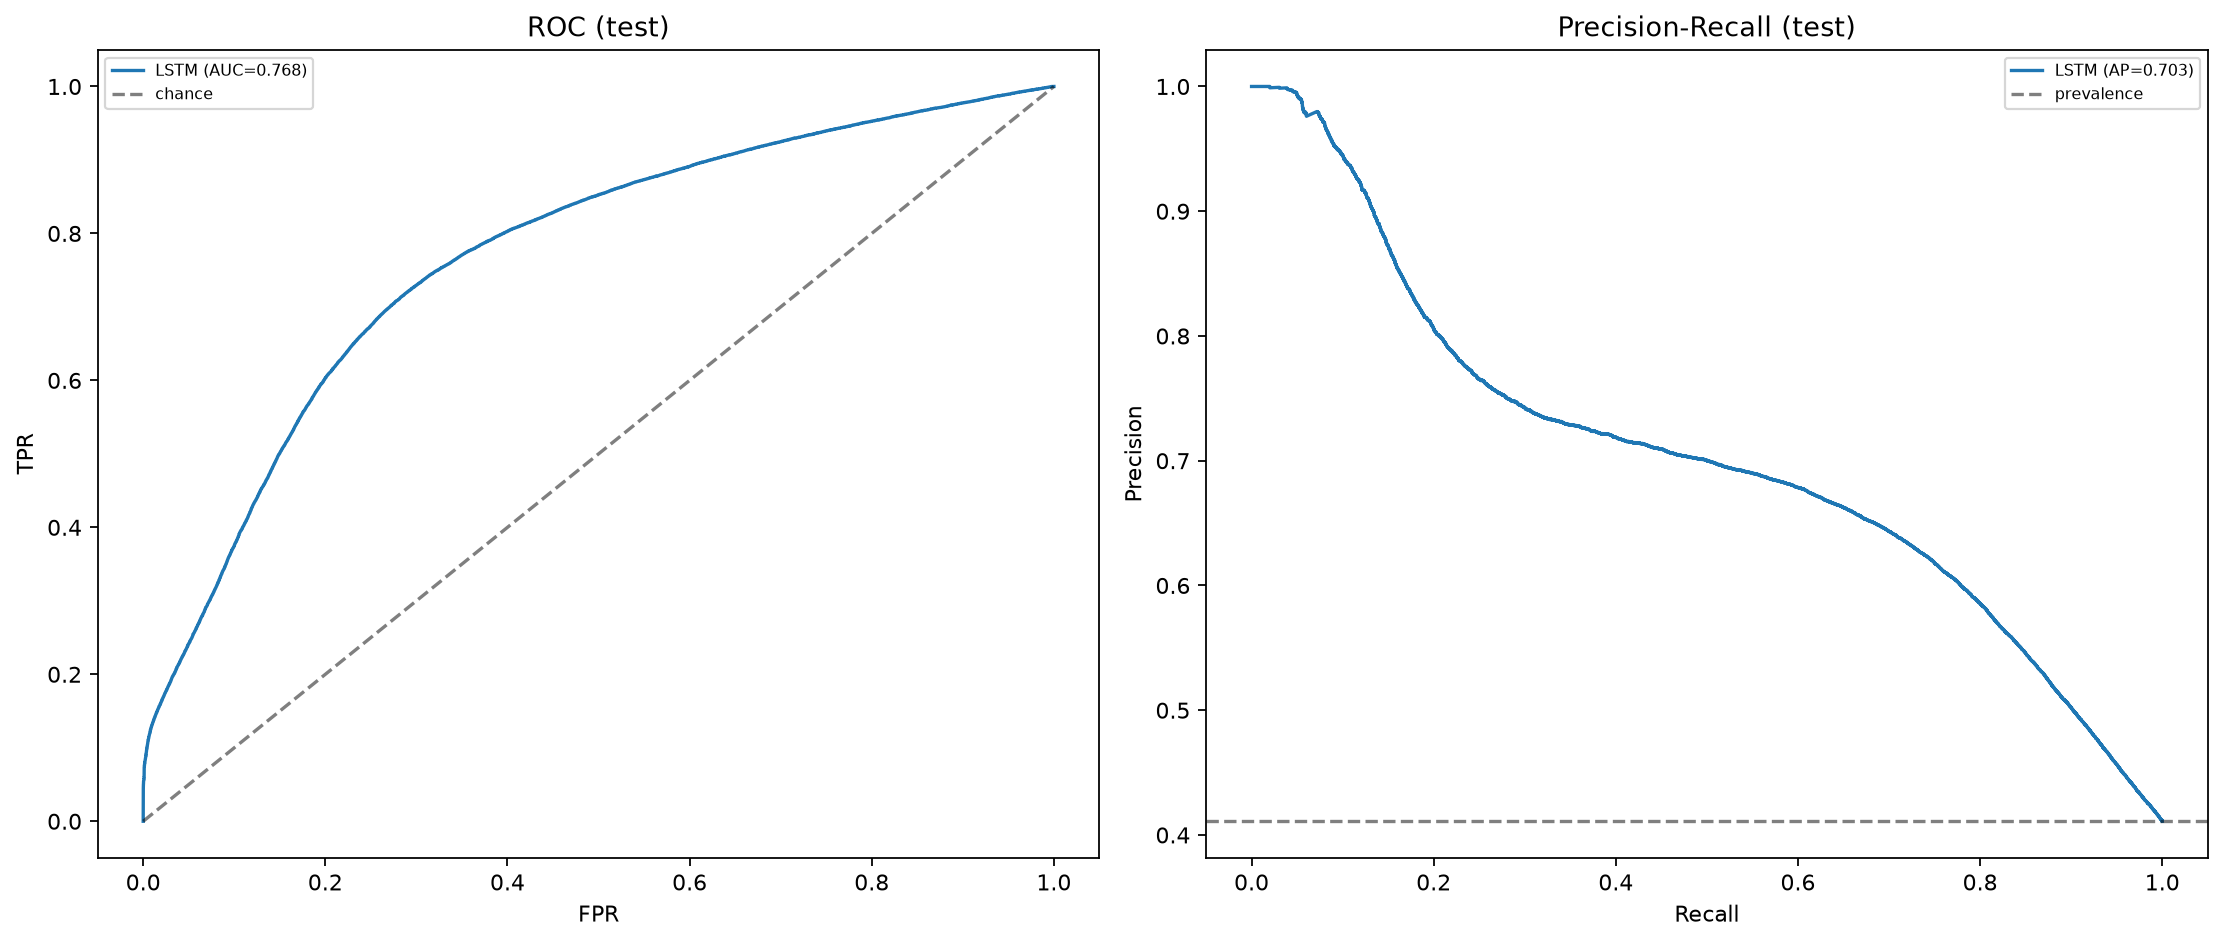 ROC (test)
LSTM (AUC=0.768)
chance
1.0
0.8
0.6
0.4
0.2
0.0
TPR
0.0 0.2 0.4 0.6 0.8 1.0
FPR
Precision-Recall (test)
LSTM (AP=0.703)
prevalence
1.0
0.9
0.8
0.7
0.6
0.5
0.4
Precision
0.0 0.2 0.4 0.6 0.8 1.0
Recall